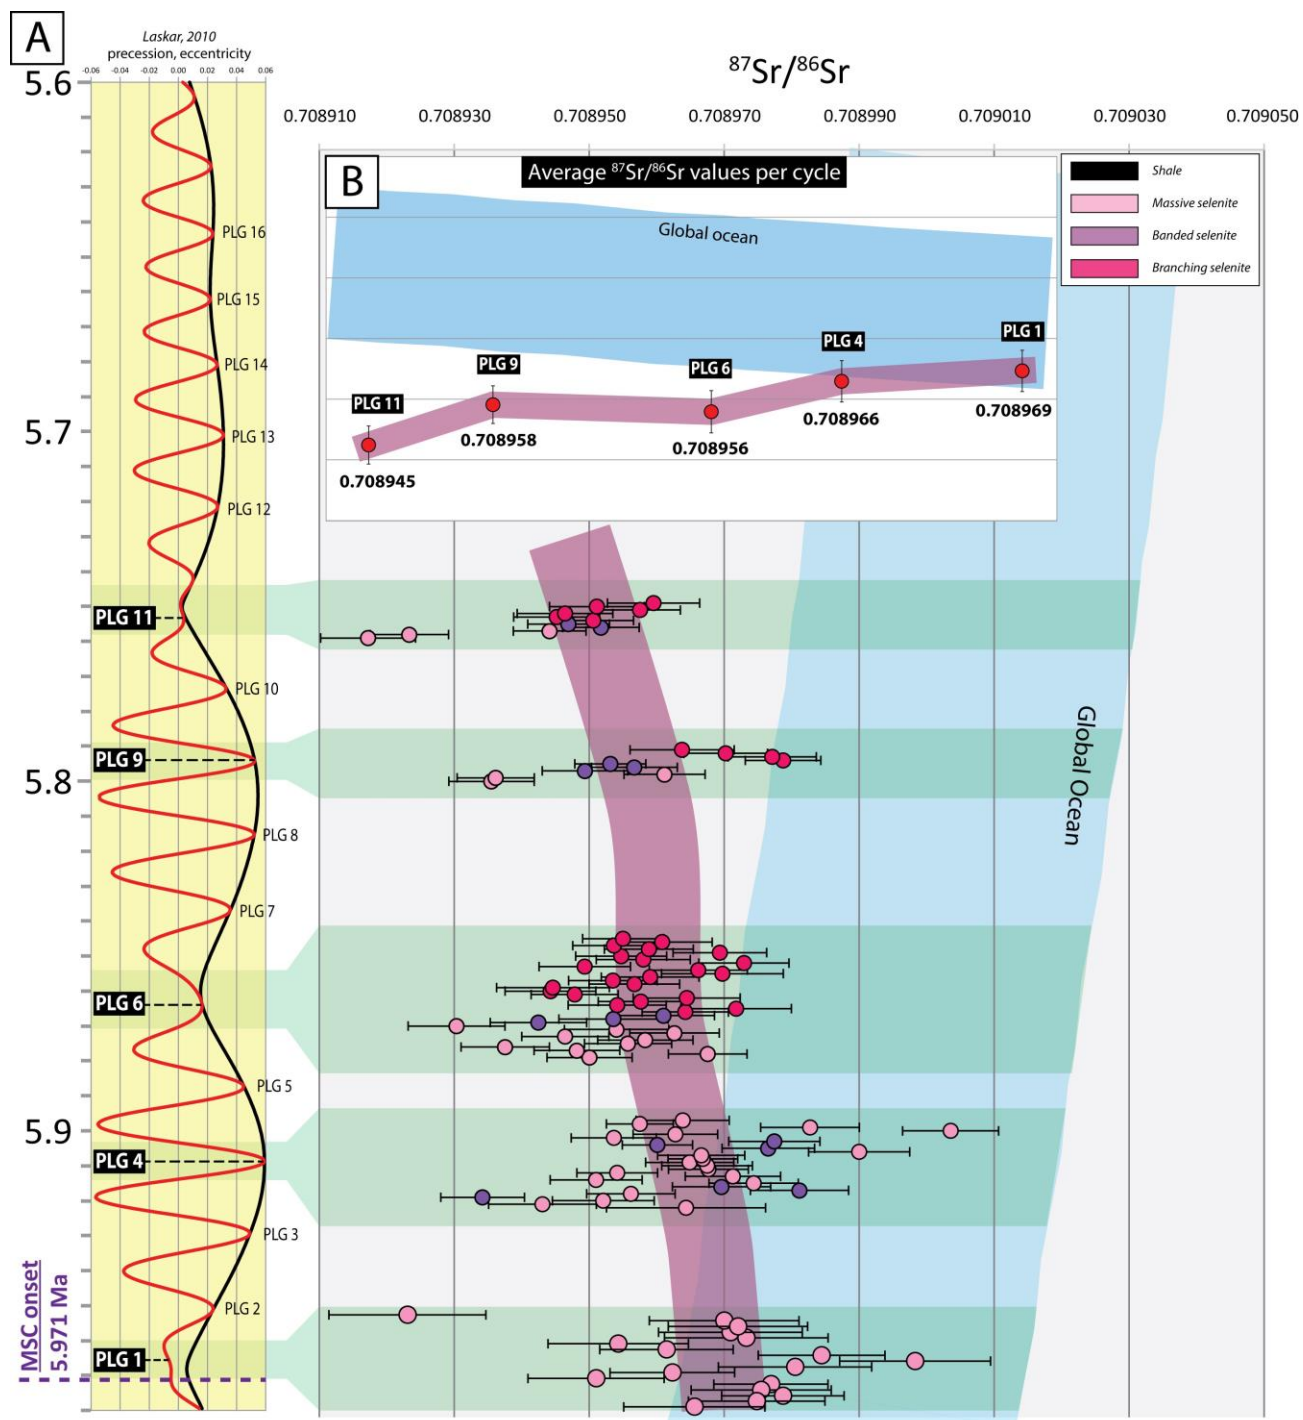 A
Laskar, 2010
precession, eccentricity
-0.06 -0.04 -0.02 0.00 0.02 0.04 0.06
87Sr/86Sr
0.708910 0.708930 0.708950 0.708970 0.708990 0.709010 0.709030 0.709050
5.6
5.7
5.8
5.9
PLG 16
PLG 15
PLG 14
PLG 13
PLG 12
PLG 11
PLG 10
PLG 9
PLG 8
PLG 7
PLG 6
PLG 5
PLG 4
PLG 3
PLG 2
PLG 1
MSC onset
5.971 Ma
B
Average 87Sr/86Sr values per cycle
Global ocean
PLG 11
0.708945
PLG 9
0.708958
PLG 6
0.708956
PLG 4
0.708966
PLG 1
0.708969
Shale
Massive selenite
Banded selenite
Branching selenite
Global Ocean